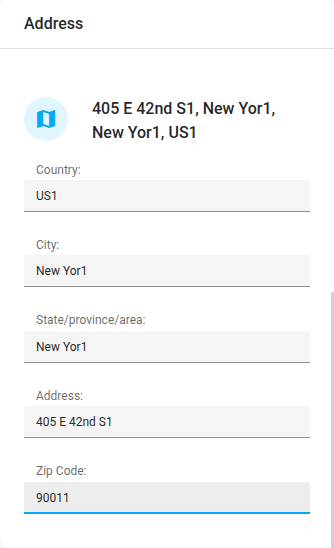 Address
405 E 42nd S1, New Yor1,
New Yor1, US1
Country:
US1
City:
New Yor1
State/province/area:
New Yor1
Address:
405 E 42nd S1
Zip Code:
90011